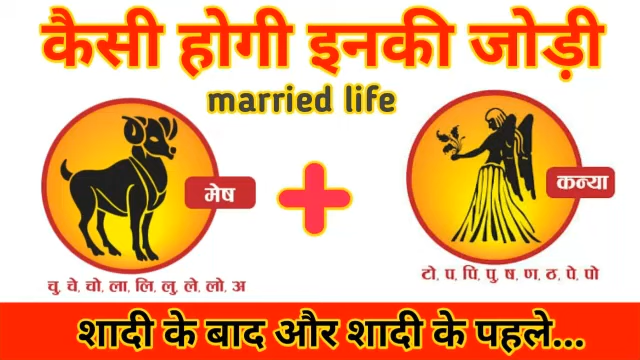 कैसी होगी इनकी जोड़ी
married life
मेष
कन्या
चु, चे, चो, ला, लि, लु, ले, लो, अ
टो, प, पि, पु, ष, ण, ठ, पे, पो
शादी के बाद और शादी के पहले...